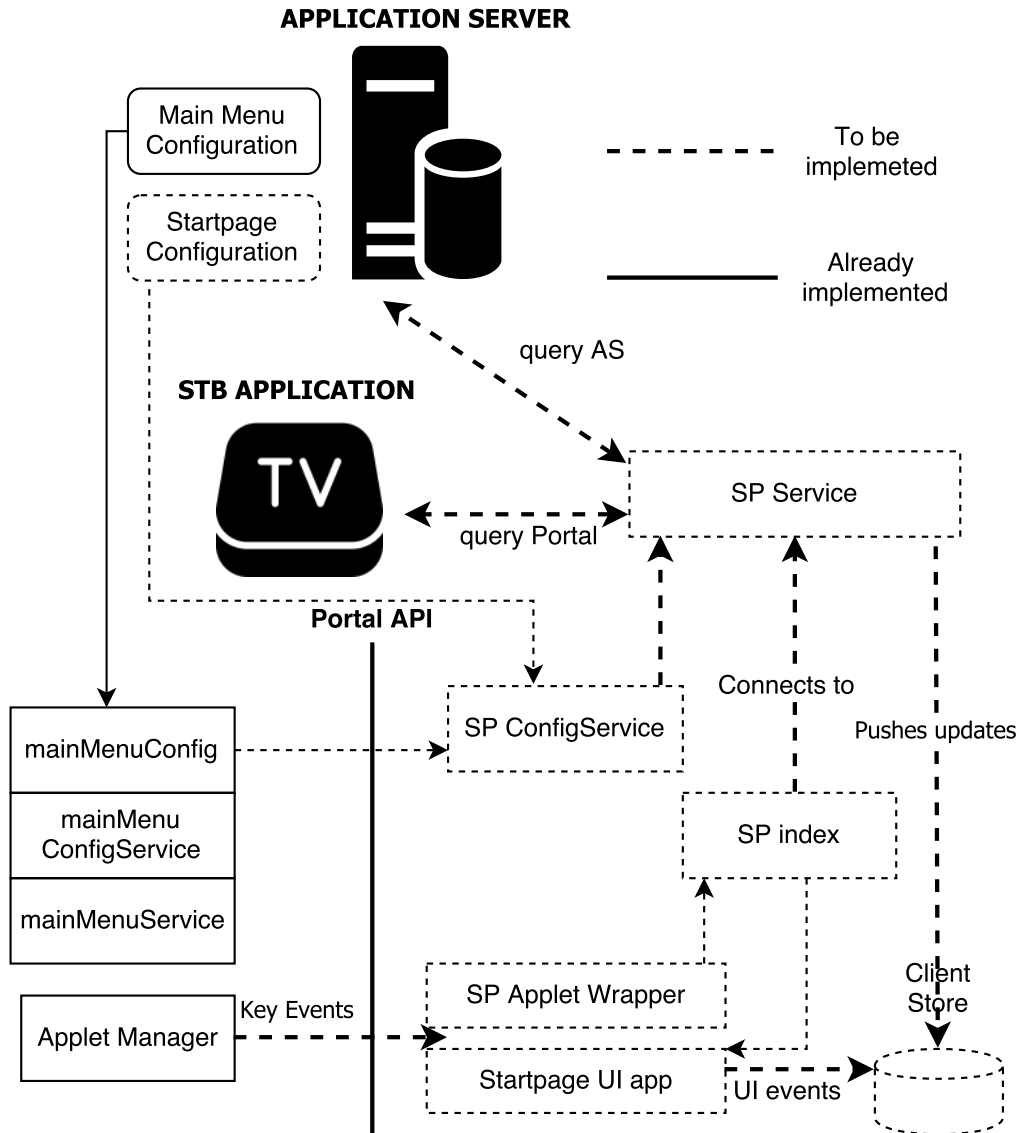 APPLICATION SERVER
Main Menu
Configuration
Startpage
Configuration
To be
implemeted
Already
implemented
query AS
STB APPLICATION
TV
SP Service
query Portal
Portal API
SP ConfigService
Connects to
Pushes updates
mainMenuConfig
mainMenu
ConfigService
mainMenuService
SP index
SP Applet Wrapper
Client
Store
Key Events
Applet Manager
Startpage UI app
UI events